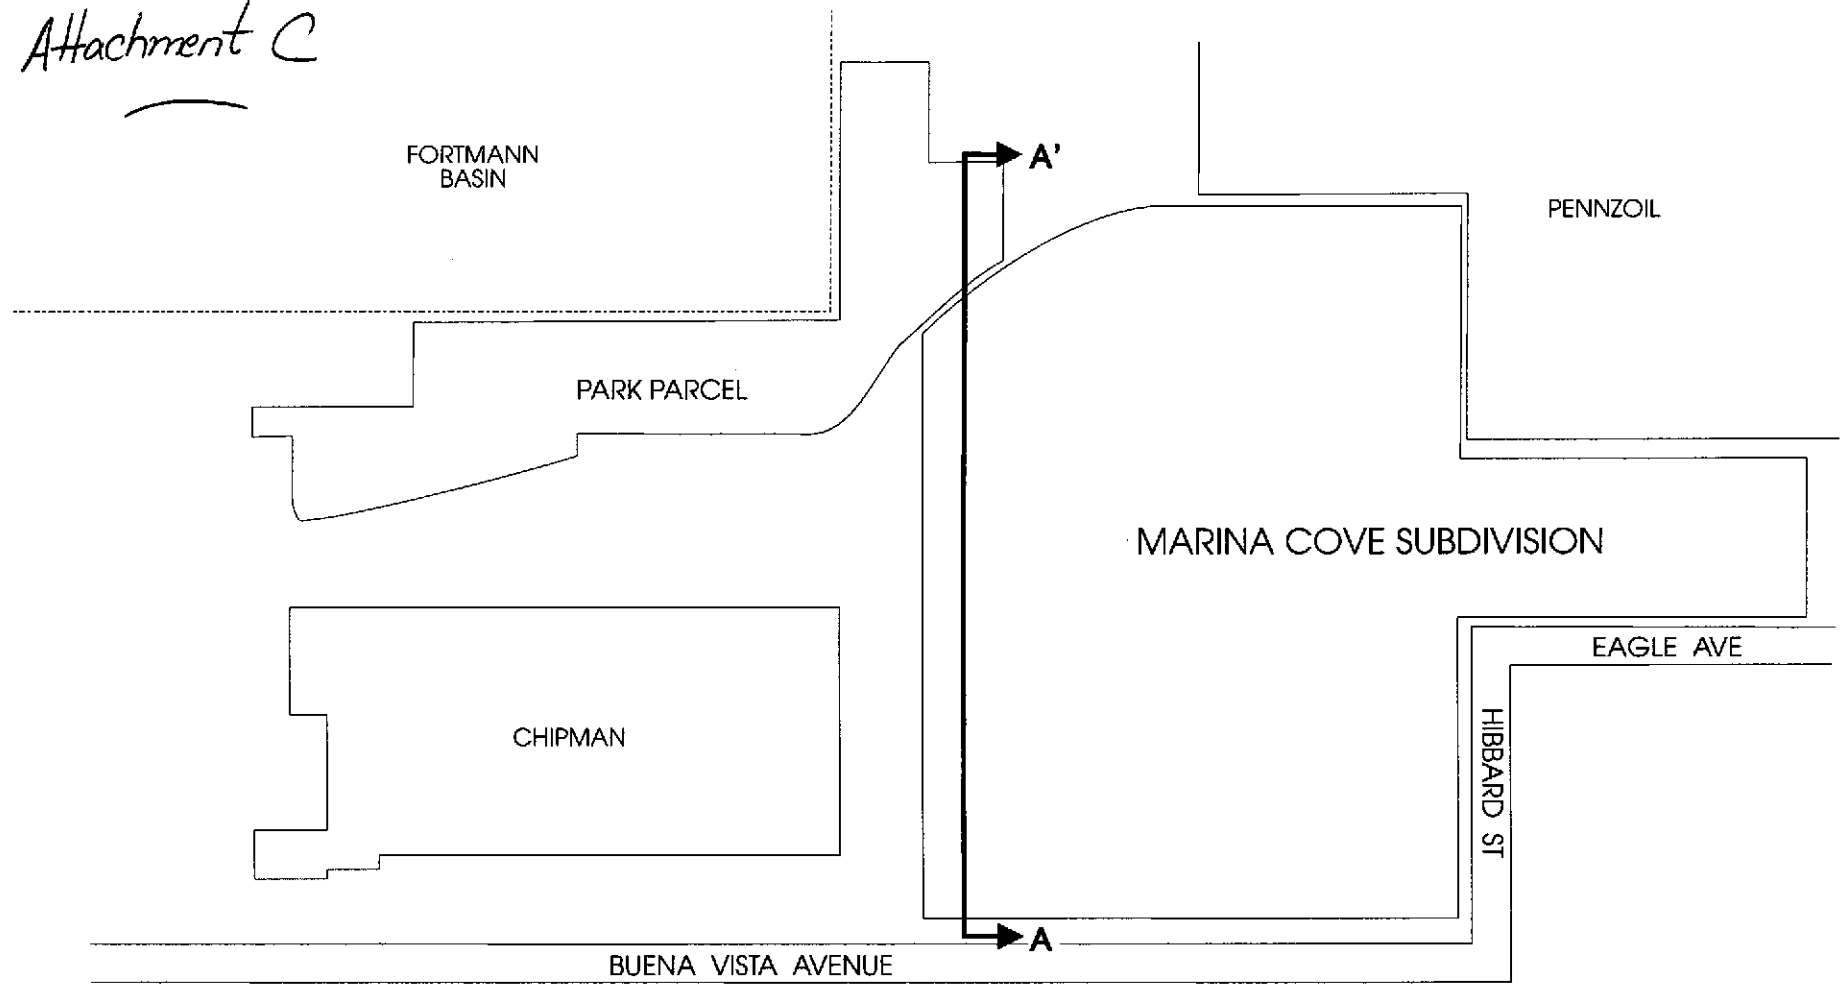 Attachment C
FORTMANN
BASIN
A'
PENNZOIL
PARK PARCEL
MARINA COVE SUBDIVISION
EAGLE AVE
HIBBARD ST
CHIPMAN
A
BUENA VISTA AVENUE